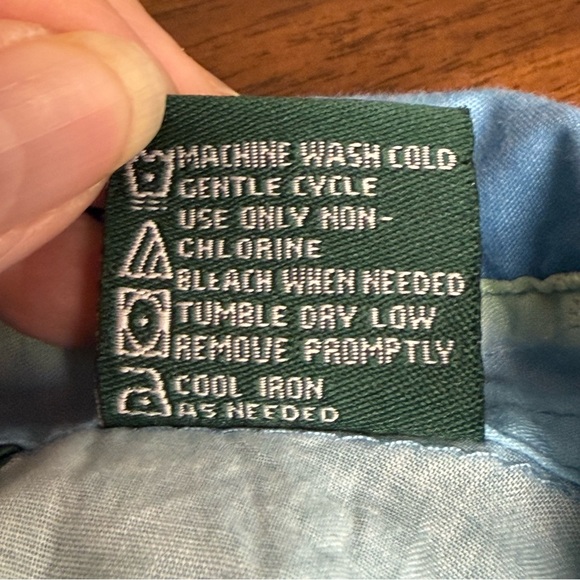 MACHINE WASH COLD
GENTLE CYCLE
USE ONLY NON-
CHLORINE
BLEACH WHEN NEEDED
TUMBLE DRY LOW
REMOVE PROMPTLY
COOL IRON
AS NEEDED